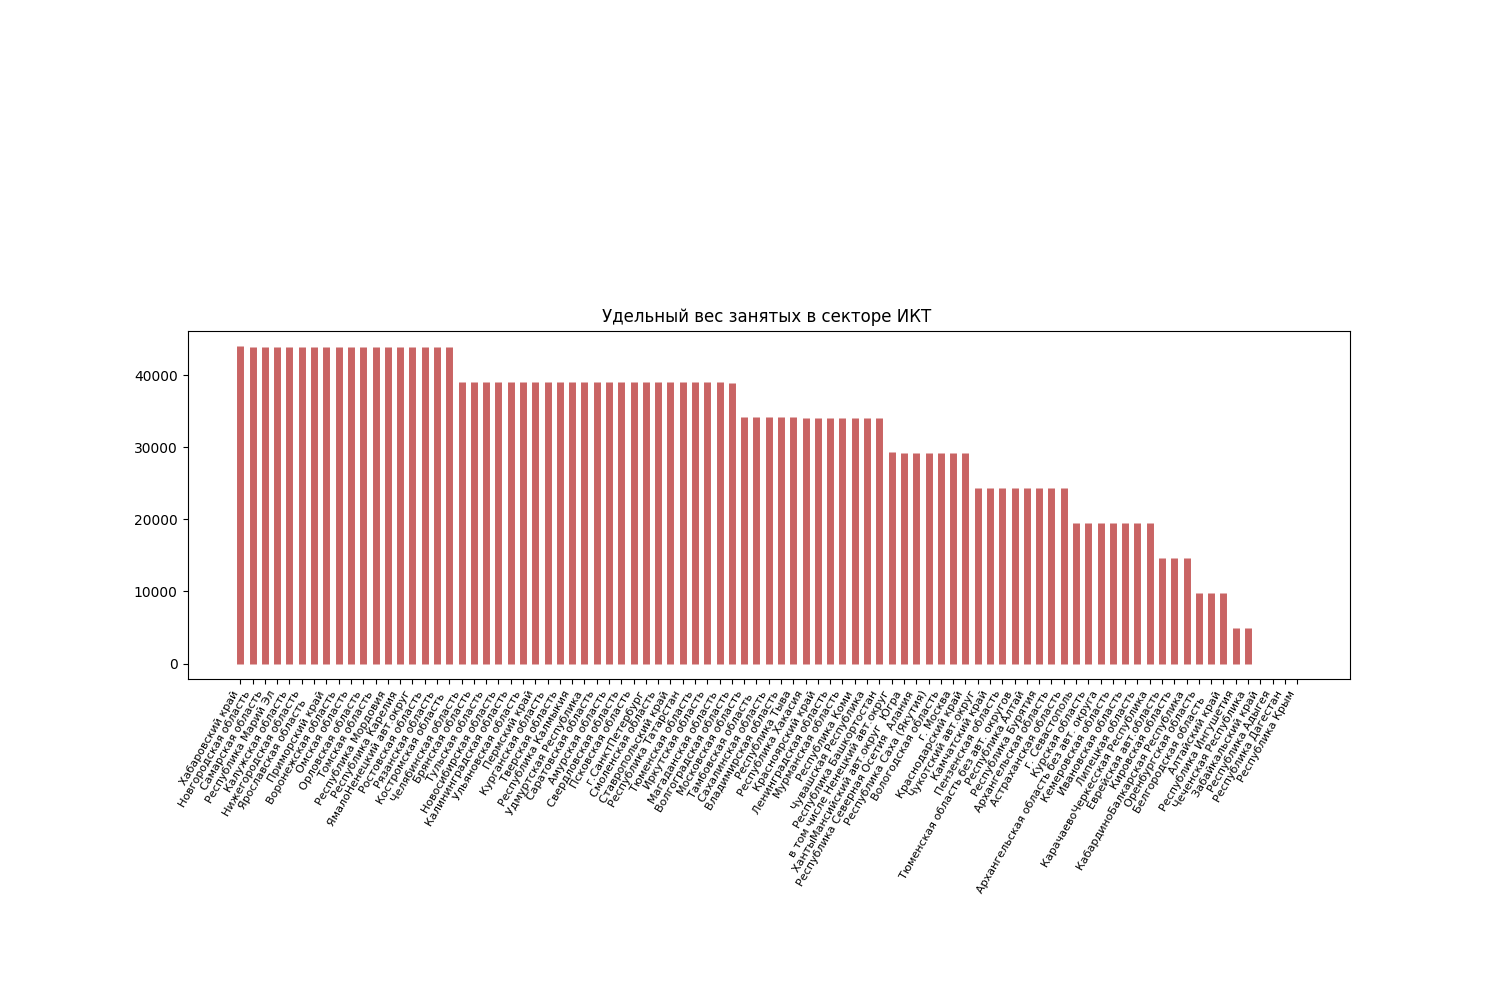 Удельный вес занятых в секторе ИКТ
40000
30000
20000
10000
0
Хабаровский край
Новгородская область
Самарская область
Республика Марий Эл
Калужская область
Нижегородская область
Ярославская область
Приморский край
Воронежская область
Омская область
Орловская область
Томская область
Республика Мордовия
Республика Карелия
ЯмалоНенецкий авт.округ
Ростовская область
Рязанская область
Костромская область
Челябинская область
Брянская область
Тульская область
Новосибирская область
Калининградская область
Ульяновская область
Пермский край
Курганская область
Тверская область
Республика Калмыкия
Удмуртская Республика
Саратовская область
Амурская область
Свердловская область
Псковская область
г.СанктПетербург
Смоленская область
Ставропольский край
Республика Татарстан
Тюменская область
Иркутская область
Магаданская область
Волгоградская область
Московская область
Тамбовская область
Сахалинская область
Владимирская область
Республика Тыва
Республика Хакасия
Красноярский край
Ленинградская область
Мурманская область
Республика Коми
Чувашская Республика
Республика Башкортостан
в том числе Ненецкий авт.округ
ХантыМансийский авт.округ Югра
Республика Северная Осетия Алания
Республика Саха (Якутия)
Вологодская область
г. Москва
Краснодарский край
Чукотский авт.округ
Камчатский край
Пензенская область
Тюменская область без авт. округов
Республика Алтай
Республика Бурятия
Архангельская область
Астраханская область
г. Севастополь
Курская область
Архангельская область без авт. округа
Кемеровская область
Ивановская область
Липецкая область
КарачаевоЧеркесская Республика
Еврейская авт.область
Кировская область
КабардиноБалкарская Республика
Оренбургская область
Белгородская область
Алтайский край
Республика Ингушетия
Чеченская Республика
Забайкальский край
Республика Адыгея
Республика Дагестан
Республика Крым